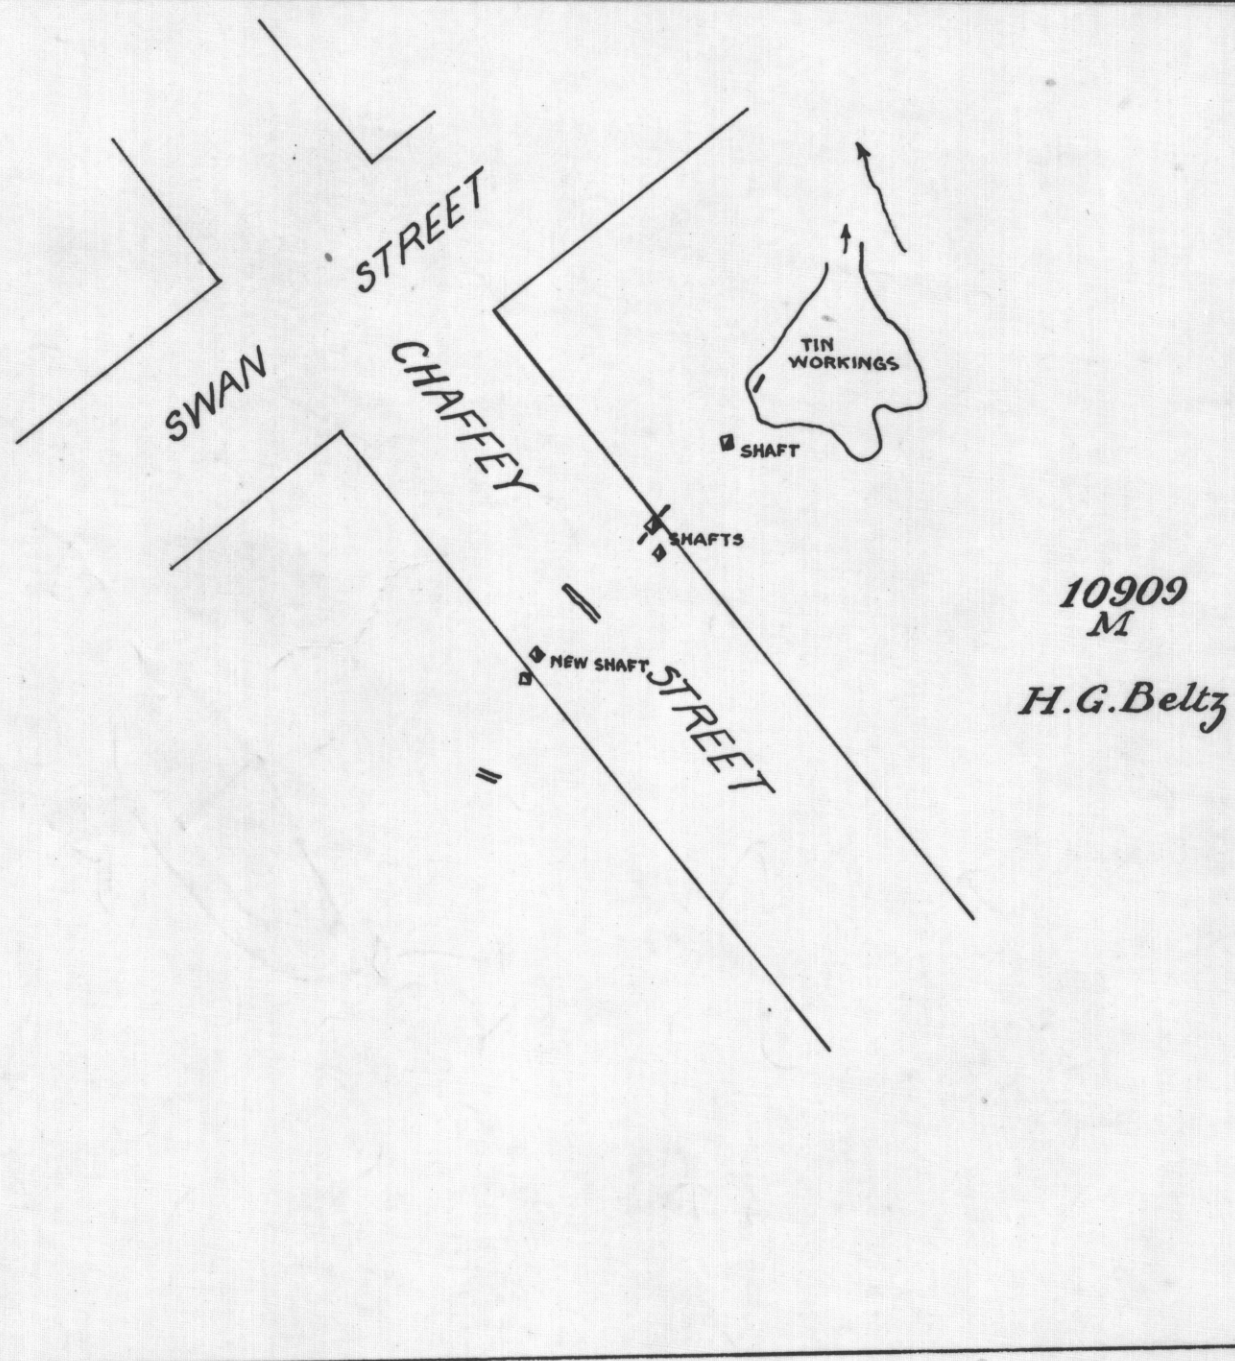 SWAN STREET
CHAFFEY STREET
TIN
WORKINGS
SHAFT
SHAFTS
NEW SHAFT
10909
M
H.G.Beltz